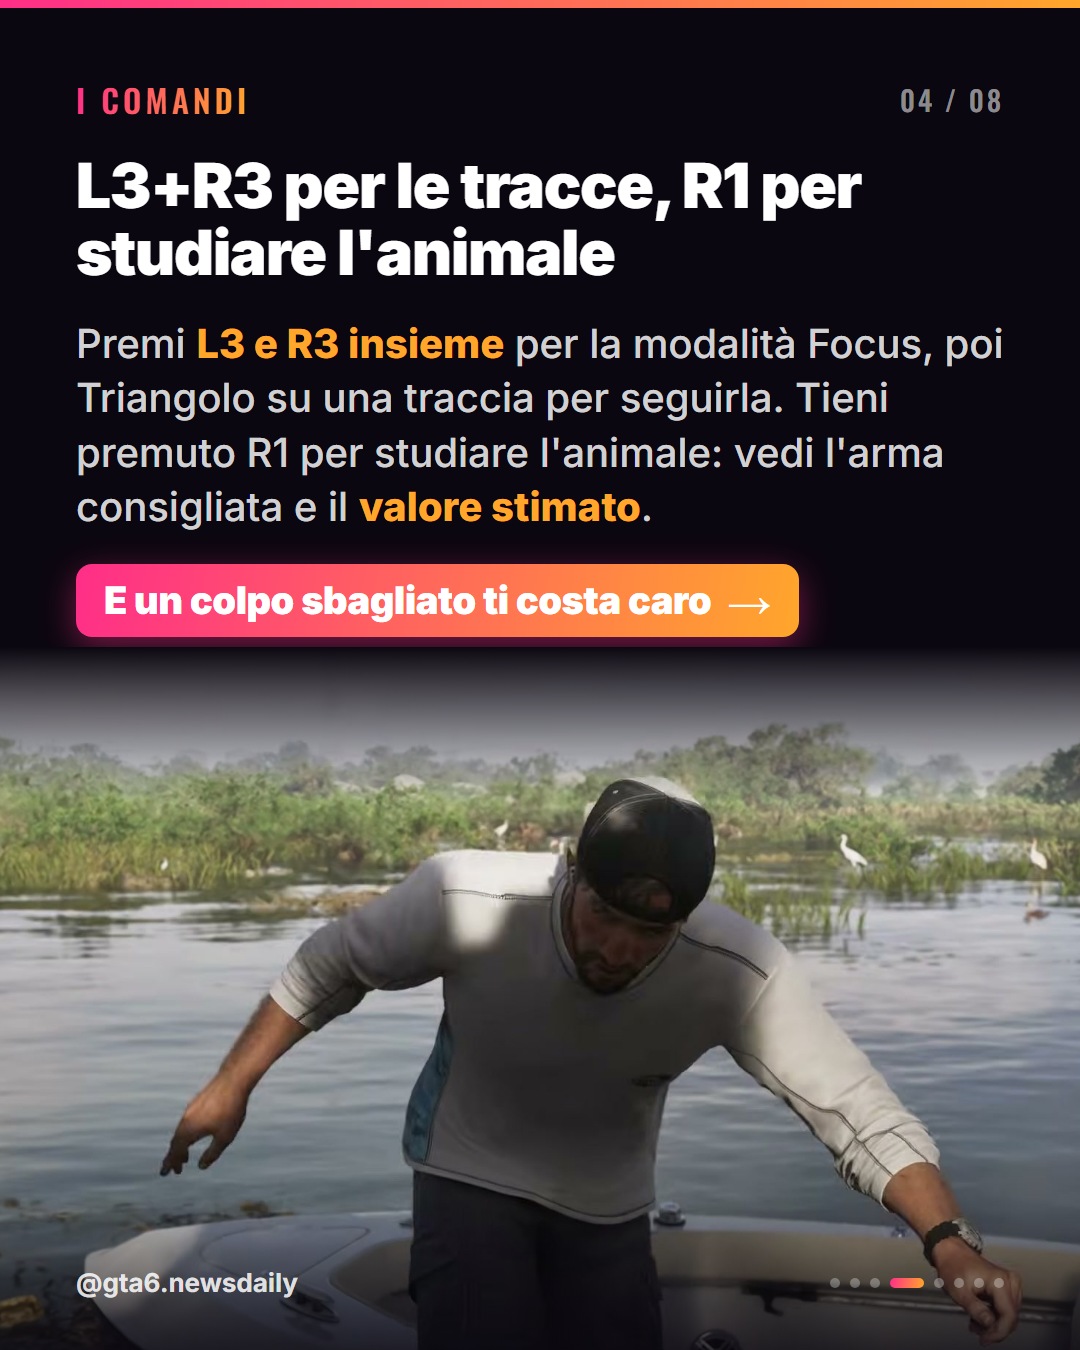 I COMANDI
04 / 08
L3+R3 per le tracce, R1 per
studiare l'animale
Premi L3 e R3 insieme per la modalità Focus, poi
Triangolo su una traccia per seguirla. Tieni
premuto R1 per studiare l'animale: vedi l'arma
consigliata e il valore stimato.
E un colpo sbagliato ti costa caro →
@gta6.newsdaily